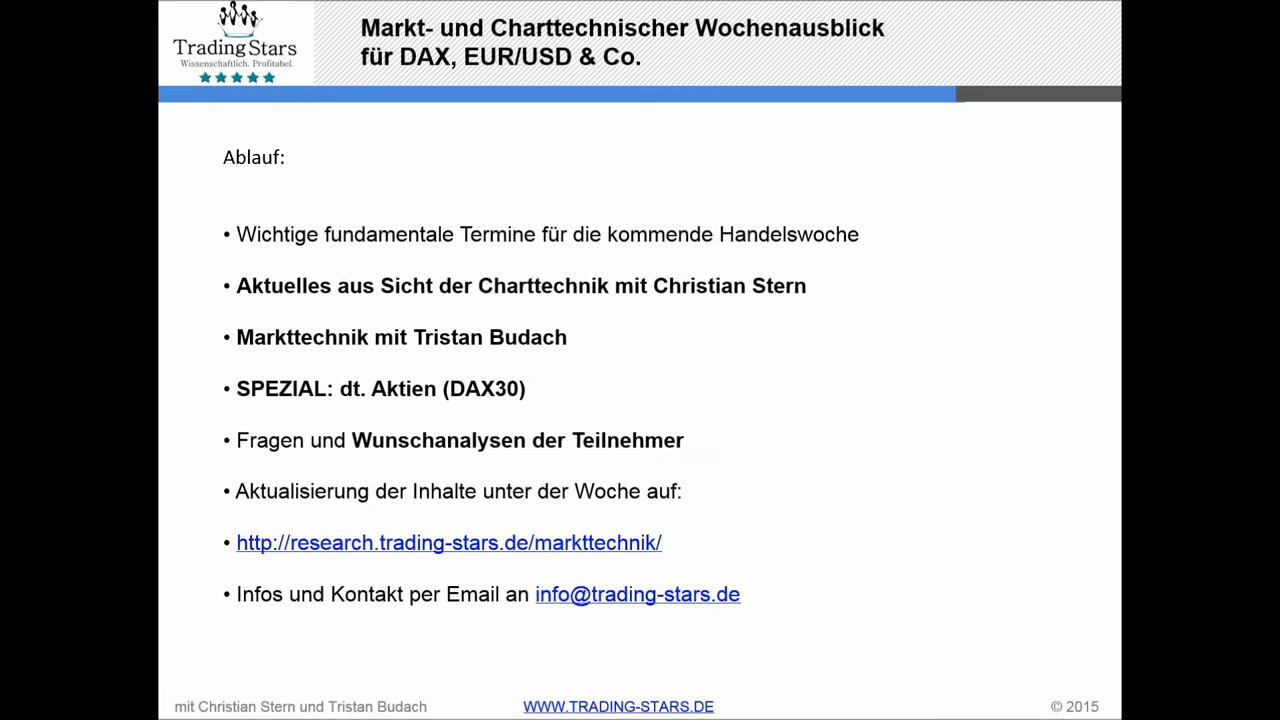 Trading Stars
Wissenschaftlich. Profitabel.
Markt- und Charttechnischer Wochenausblick
für DAX, EUR/USD & Co.
Ablauf:
• Wichtige fundamentale Termine für die kommende Handelswoche
• Aktuelles aus Sicht der Charttechnik mit Christian Stern
• Markttechnik mit Tristan Budach
• SPEZIAL: dt. Aktien (DAX30)
• Fragen und Wunschanalysen der Teilnehmer
• Aktualisierung der Inhalte unter der Woche auf:
• http://research.trading-stars.de/markttechnik/
• Infos und Kontakt per Email an info@trading-stars.de
mit Christian Stern und Tristan Budach
WWW.TRADING-STARS.DE
© 2015